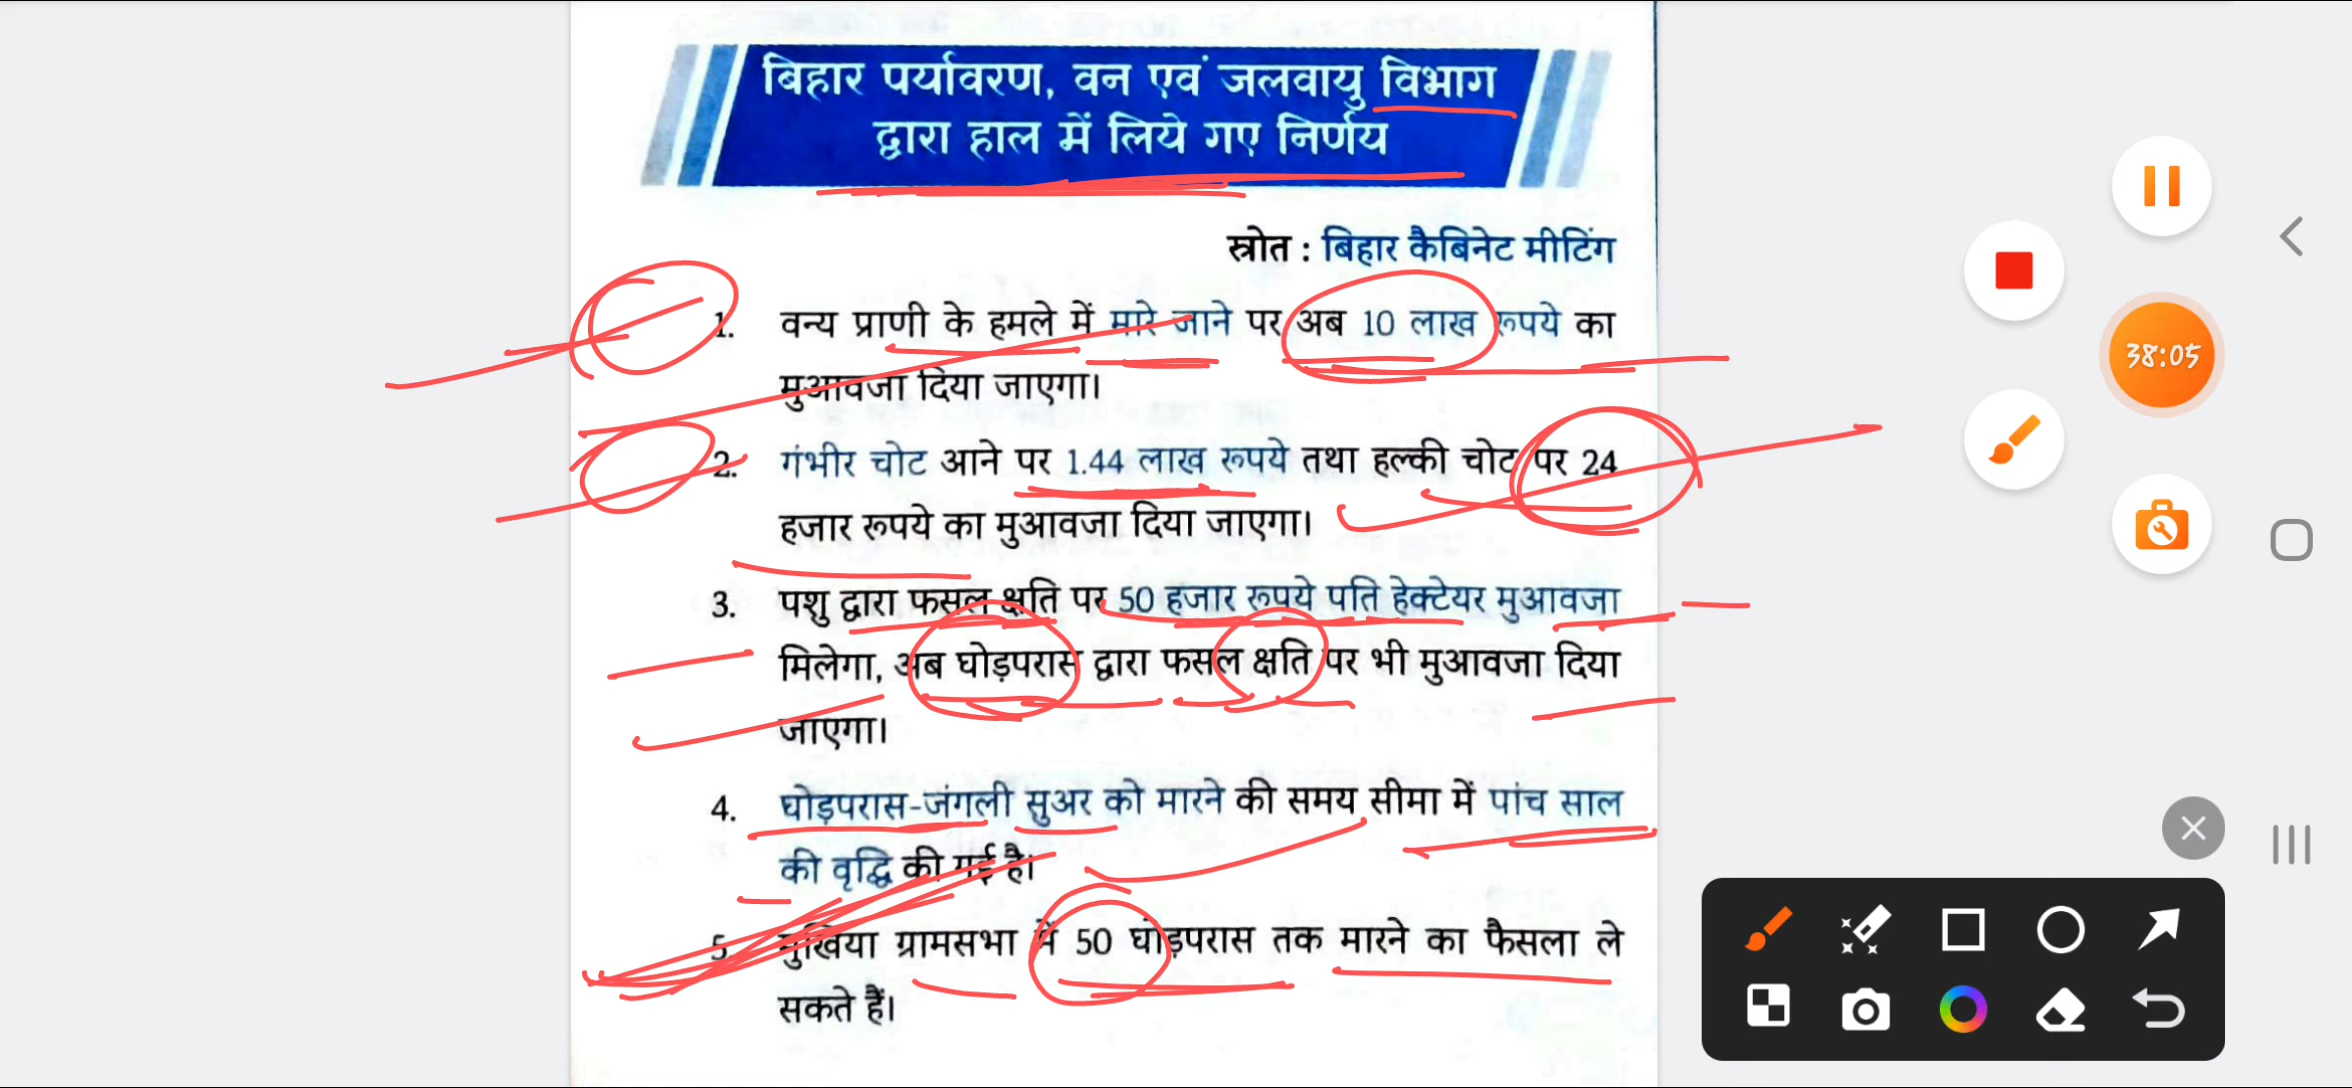 बिहार पर्यावरण, वन एवं जलवायु विभाग
द्वारा हाल में लिये गए निर्णय
स्रोत : बिहार कैबिनेट मीटिंग
1. वन्य प्राणी के हमले में मारे जाने पर अब 10 लाख रूपये का
मुआवजा दिया जाएगा।
2. गंभीर चोट आने पर 1.44 लाख रूपये तथा हल्की चोट पर 24
हजार रूपये का मुआवजा दिया जाएगा।
3. पशु द्वारा फसल क्षति पर 50 हजार रूपये पति हेक्टेयर मुआवजा
मिलेगा, अब घोड़परास द्वारा फसल क्षति पर भी मुआवजा दिया
जाएगा।
4. घोड़परास-जंगली सुअर को मारने की समय सीमा में पांच साल
की वृद्धि की गई है।
5. मुखिया ग्रामसभा में 50 घोड़परास तक मारने का फैसला ले
सकते हैं।
38:05